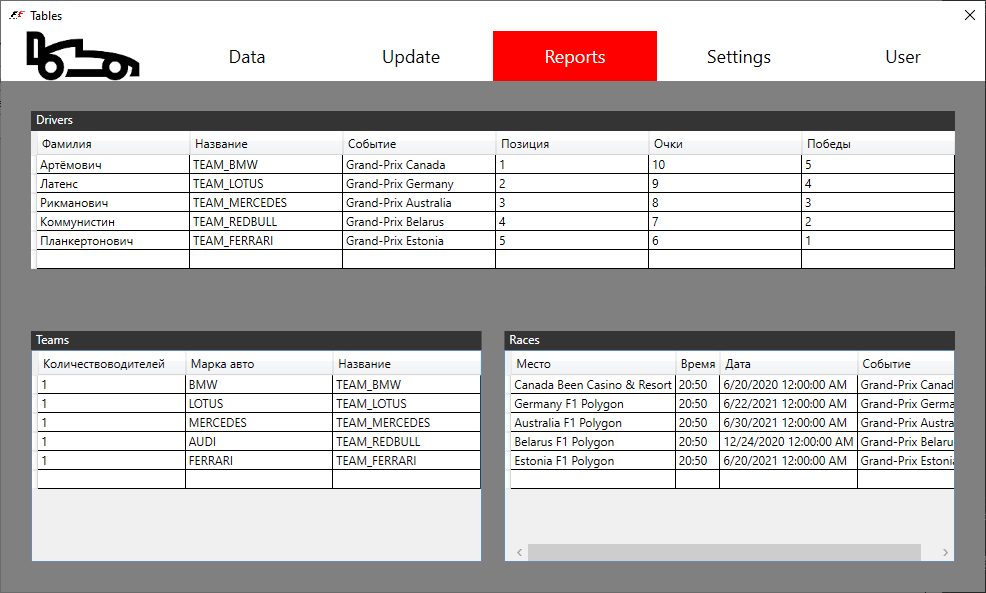 Tables
Data Update Reports Settings User
Drivers
Фамилия Название Событие Позиция Очки Победы
Артёмович TEAM_BMW Grand-Prix Canada 1 10 5
Латенс TEAM_LOTUS Grand-Prix Germany 2 9 4
Рикманович TEAM_MERCEDES Grand-Prix Australia 3 8 3
Коммунистин TEAM_REDBULL Grand-Prix Belarus 4 7 2
Планкертонович TEAM_FERRARI Grand-Prix Estonia 5 6 1
Teams
Количествоводителей Марка авто Название
1 BMW TEAM_BMW
1 LOTUS TEAM_LOTUS
1 MERCEDES TEAM_MERCEDES
1 AUDI TEAM_REDBULL
1 FERRARI TEAM_FERRARI
Races
Место Время Дата Событие
Canada Been Casino & Resort 20:50 6/20/2020 12:00:00 AM Grand-Prix Canad
Germany F1 Polygon 20:50 6/22/2021 12:00:00 AM Grand-Prix Germa
Australia F1 Polygon 20:50 6/30/2021 12:00:00 AM Grand-Prix Austra
Belarus F1 Polygon 20:50 12/24/2020 12:00:00 AM Grand-Prix Belaru
Estonia F1 Polygon 20:50 6/20/2021 12:00:00 AM Grand-Prix Estoni